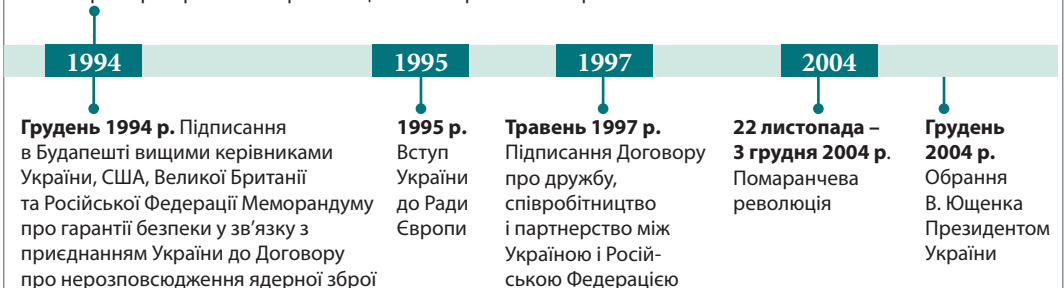 1994
1995
1997
2004
Грудень 1994 р. Підписання
в Будапешті вищими керівниками
України, США, Великої Британії
та Російської Федерації Меморандуму
про гарантії безпеки у зв’язку з
приєднанням України до Договору
про нерозповсюдження ядерної зброї
1995 р.
Вступ
України
до Ради
Європи
Травень 1997 р.
Підписання Договору
про дружбу,
співробітництво
і партнерство між
Україною і Росій-
ською Федерацією
22 листопада –
3 грудня 2004 р.
Помаранчева
революція
Грудень
2004 р.
Обрання
В. Ющенка
Президентом
України